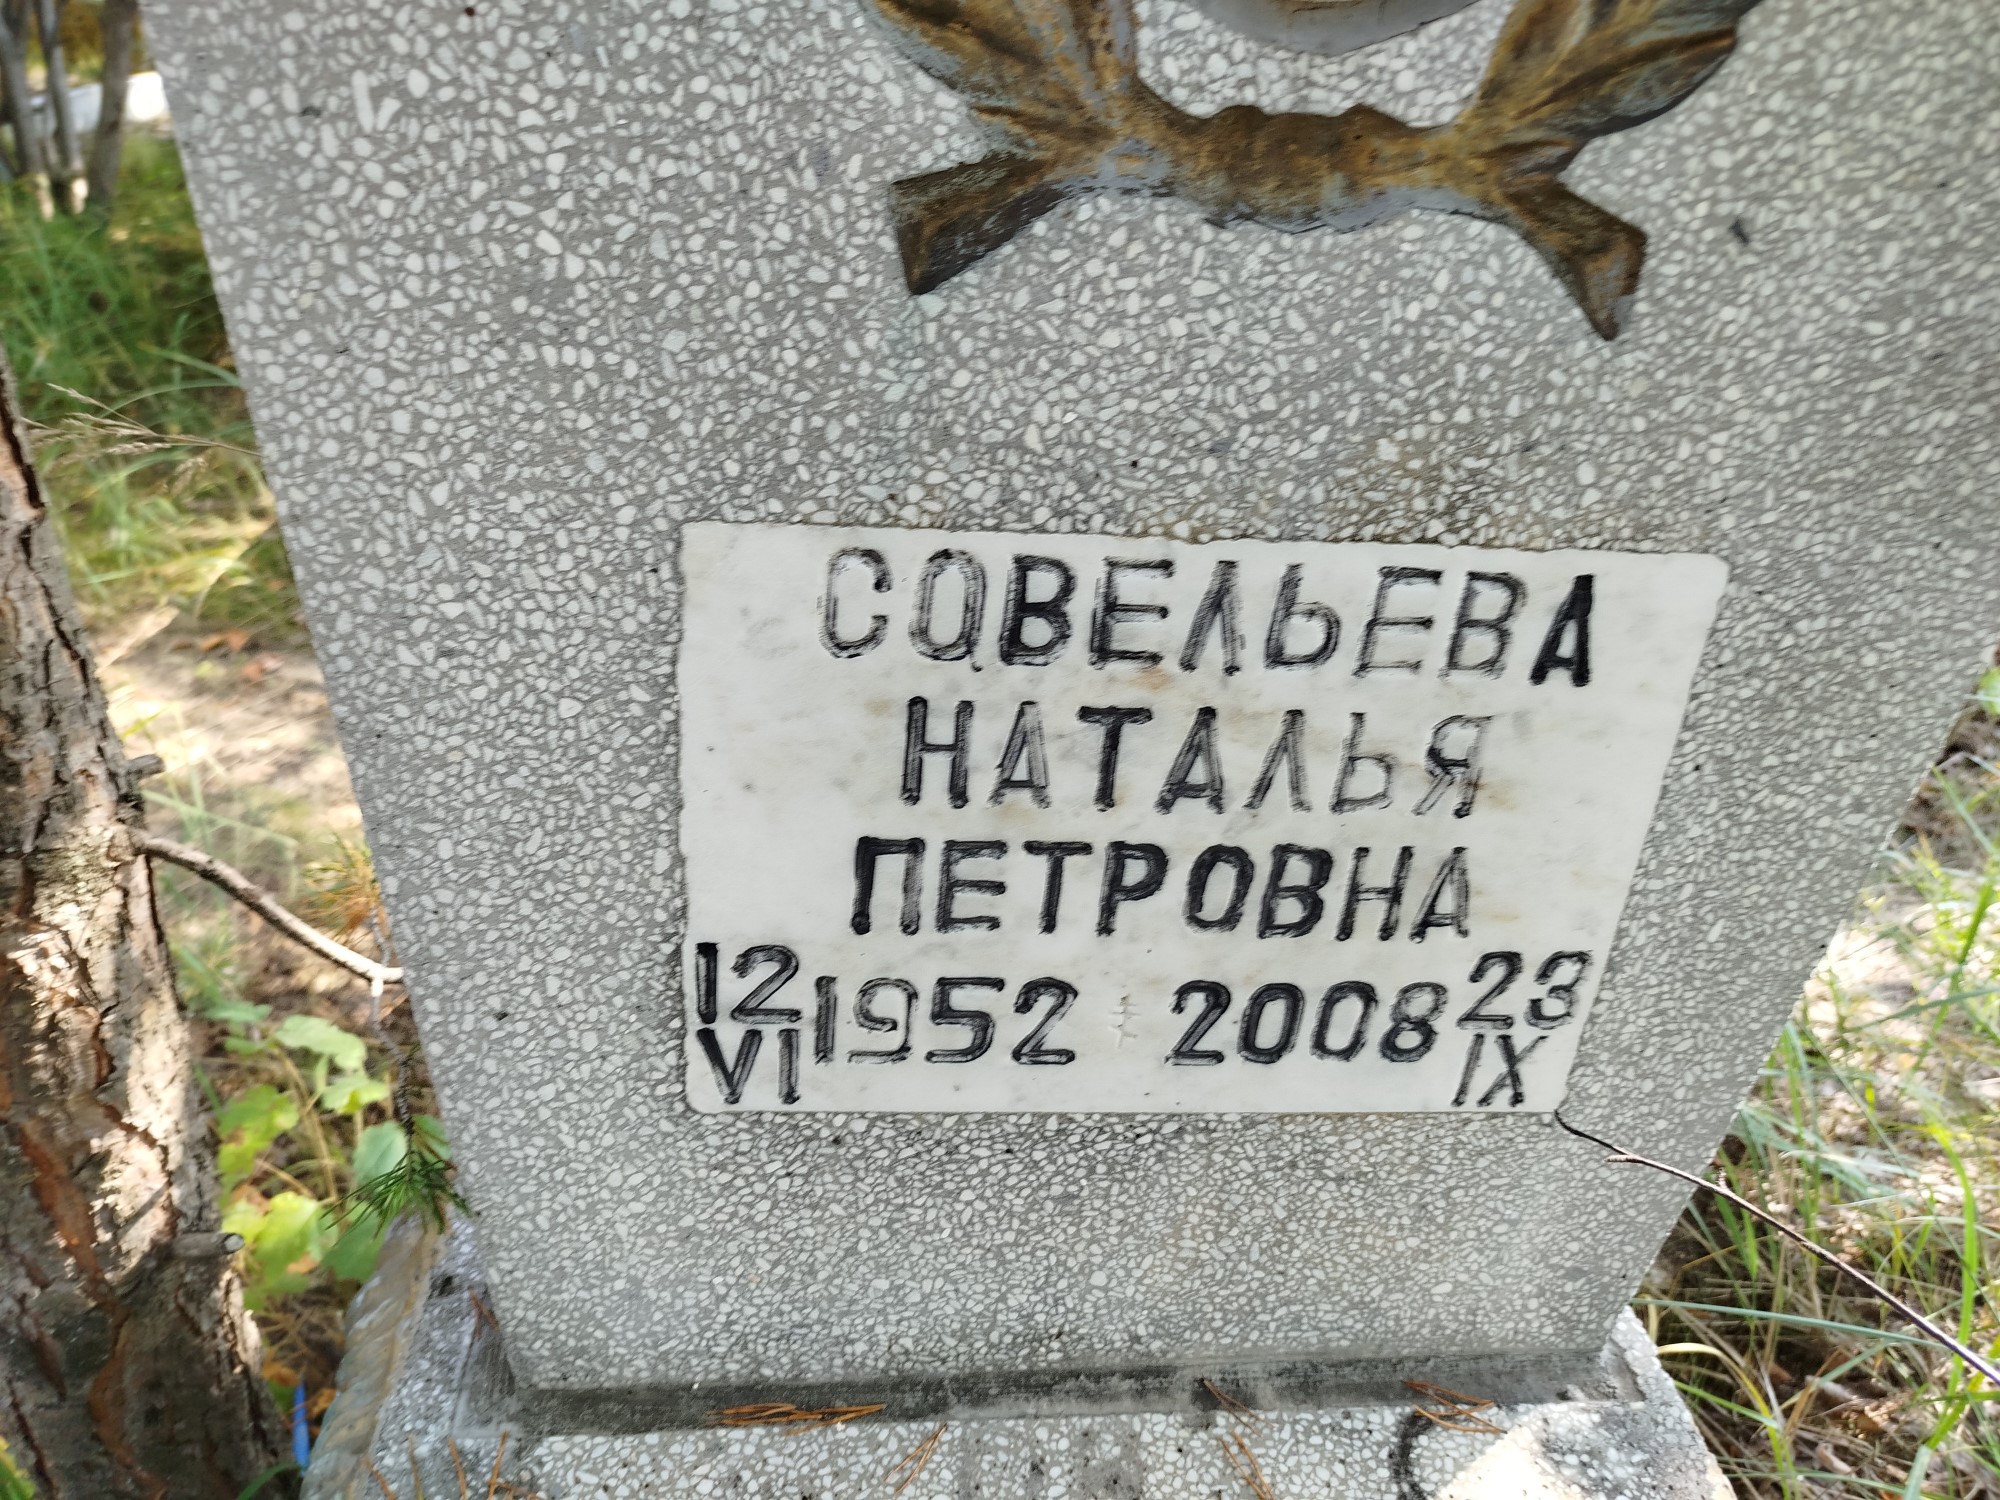 СОВЕЛЬЕВА
НАТАЛЬЯ
ПЕТРОВНА
12 VI 1952 2008 23 IX